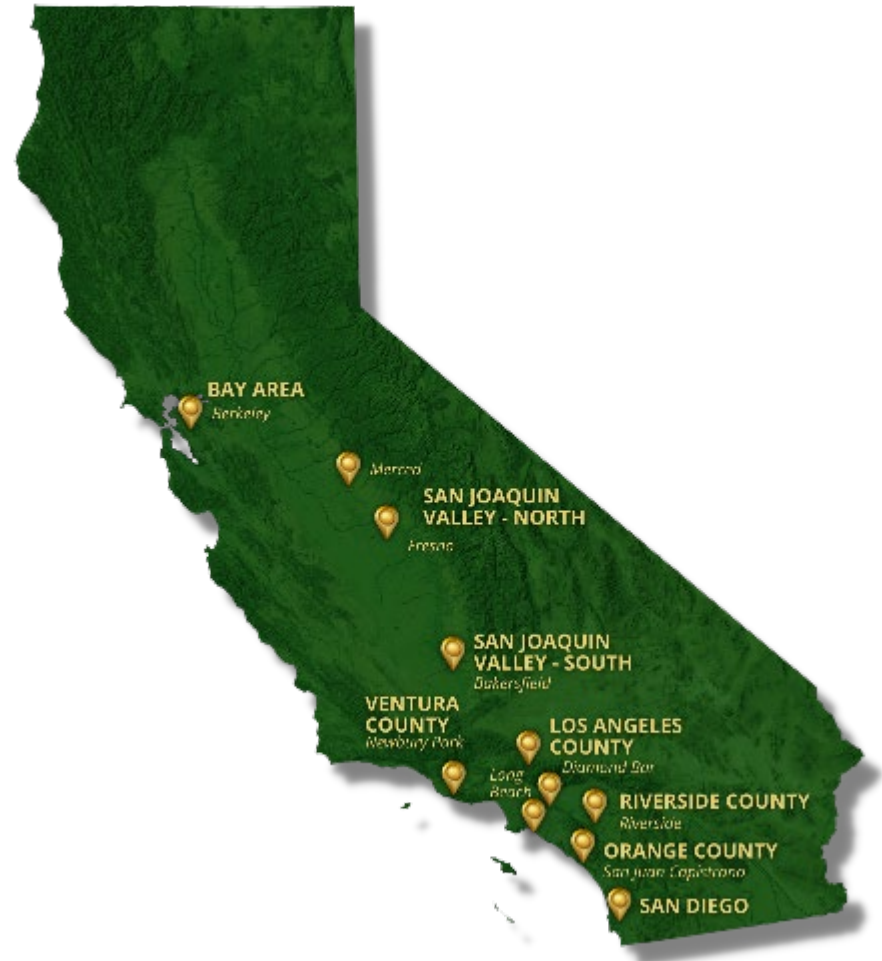 BAY AREA
Berkeley
Merced
SAN JOAQUIN
VALLEY - NORTH
Fresno
SAN JOAQUIN
VALLEY - SOUTH
Bakersfield
VENTURA
COUNTY
Newbury Park
LOS ANGELES
COUNTY
Diamond Bar
Long
Beach
RIVERSIDE COUNTY
Riverside
ORANGE COUNTY
San Juan Capistrano
SAN DIEGO